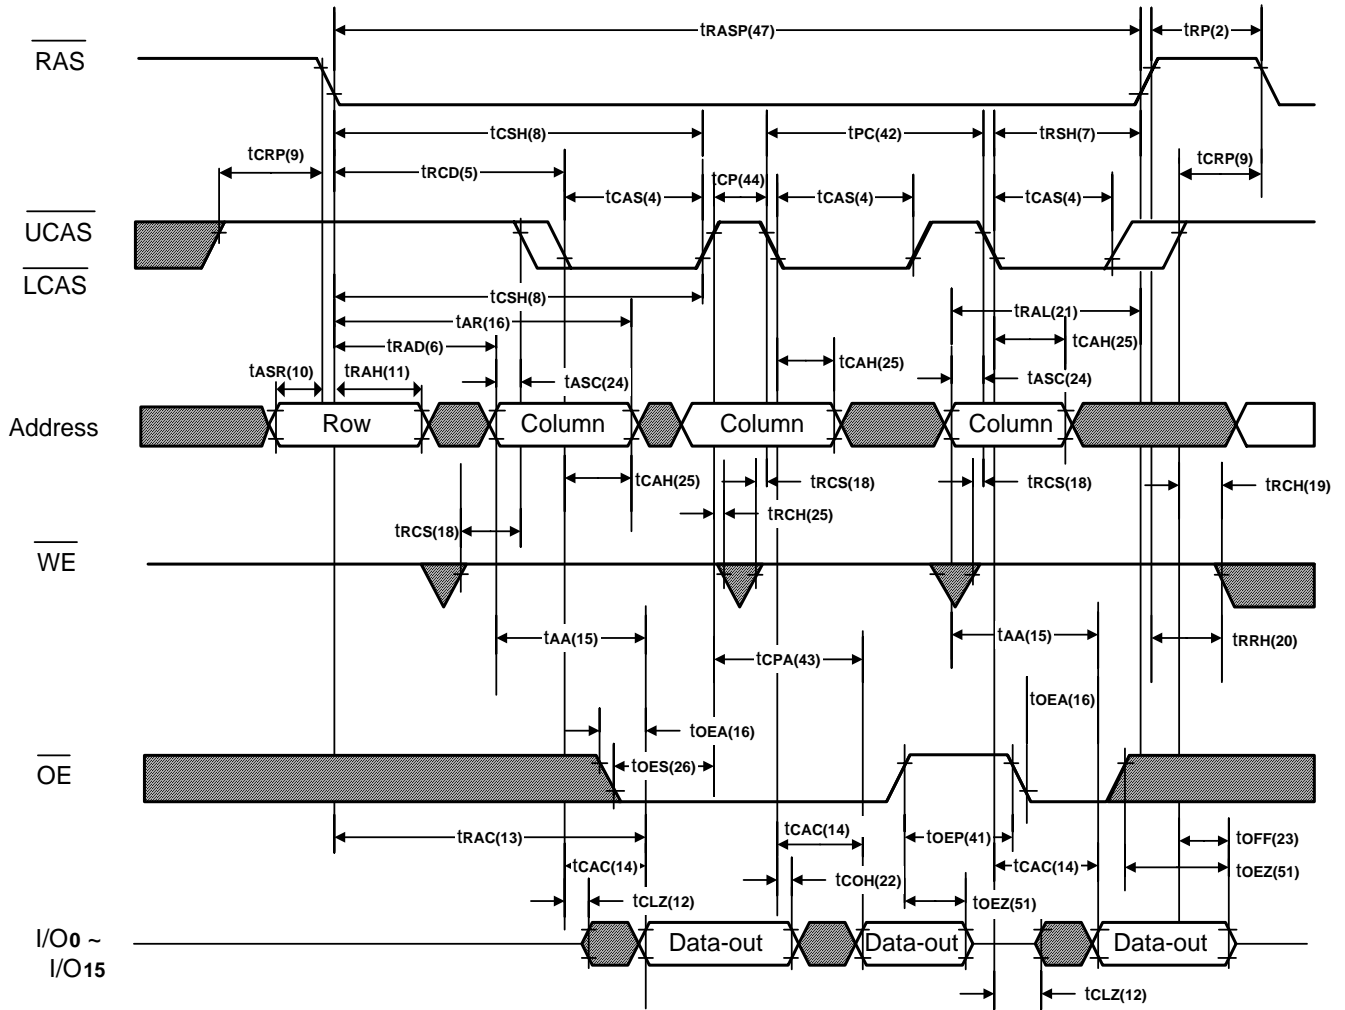 tRASP(47) tRP(2)
RAS
tCSH(8) tPC(42) tRSH(7)
tCRP(9) tRCD(5) tCP(44) tCRP(9)
tCAS(4) tCAS(4) tCAS(4)
UCAS
LCAS
tCSH(8)
tAR(16) tRAL(21)
tRAD(6) tCAH(25) tCAH(25)
tASR(10) tRAH(11) tASC(24) tASC(24)
Address Row Column Column Column
tCAH(25) tRCS(18) tRCS(18) tRCH(19)
tRCS(18) tRCH(25)
WE
tAA(15) tCPA(43) tAA(15) tRRH(20)
tOEA(16)
tOEA(16)
OE tOES(26)
tRAC(13) tCAC(14) tOEP(41) tOFF(23)
tCAC(14) tCOH(22) tCAC(14) tOEZ(51)
tCLZ(12) tOEZ(51)
I/O0 ~ Data-out Data-out Data-out
I/O15
tCLZ(12)